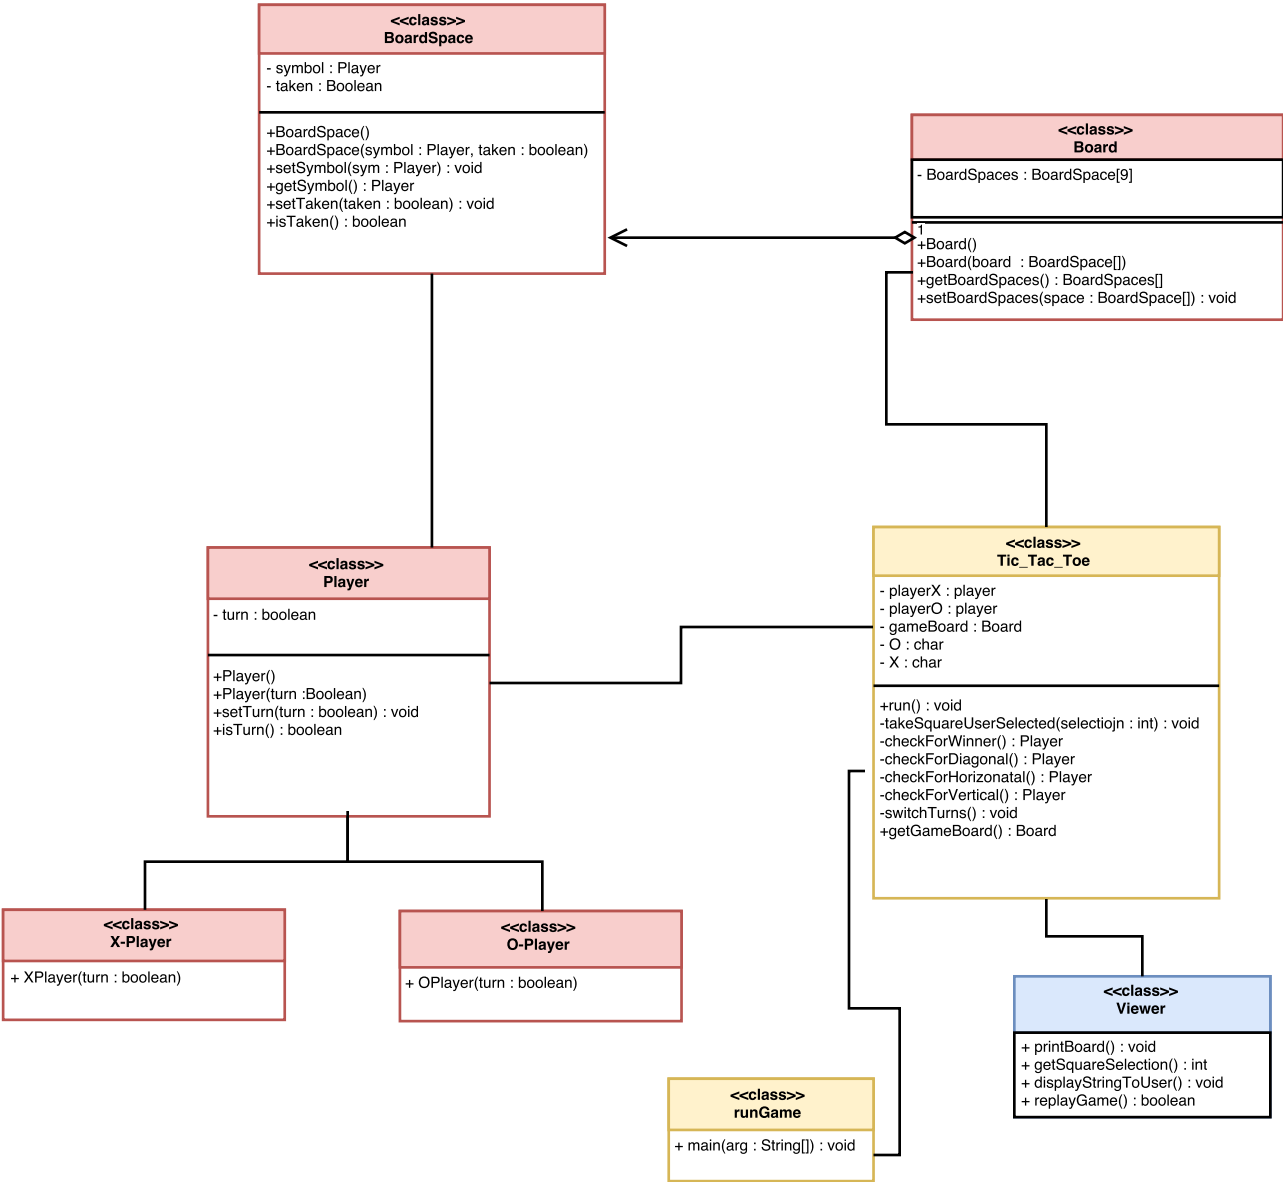 <<class>>
BoardSpace
- symbol : Player
- taken : Boolean
+BoardSpace()
+BoardSpace(symbol : Player, taken : boolean)
+setSymbol(sym : Player) : void
+getSymbol() : Player
+setTaken(taken : boolean) : void
+isTaken() : boolean
<<class>>
Board
- BoardSpaces : BoardSpace[9]
1
+Board()
+Board(board  : BoardSpace[])
+getBoardSpaces() : BoardSpaces[]
+setBoardSpaces(space : BoardSpace[]) : void
<<class>>
Player
- turn : boolean
+Player()
+Player(turn :Boolean)
+setTurn(turn : boolean) : void
+isTurn() : boolean
<<class>>
Tic_Tac_Toe
- playerX : player
- playerO : player
- gameBoard : Board
- O : char
- X : char
+run() : void
-takeSquareUserSelected(selectiojn : int) : void
-checkForWinner() : Player
-checkForDiagonal() : Player
-checkForHorizonatal() : Player
-checkForVertical() : Player
-switchTurns() : void
+getGameBoard() : Board
<<class>>
X-Player
+ XPlayer(turn : boolean)
<<class>>
O-Player
+ OPlayer(turn : boolean)
<<class>>
Viewer
+ printBoard() : void
+ getSquareSelection() : int
+ displayStringToUser() : void
+ replayGame() : boolean
<<class>>
runGame
+ main(arg : String[]) : void